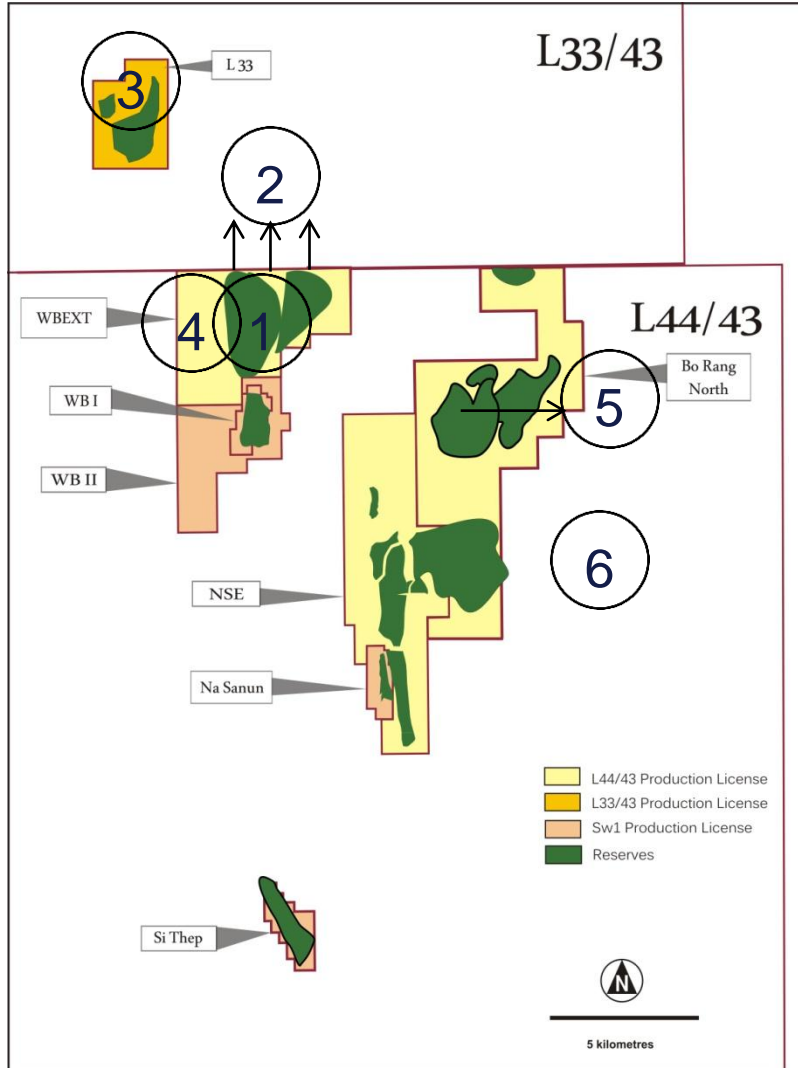 L33/43
L 33
3
2
WBEXT
4
1
L44/43
Bo Rang
North
5
WB I
WB II
6
NSE
Na Sanun
L44/43 Production License
L33/43 Production License
Sw1 Production License
Reserves
Si Thep
N
5 kilometres